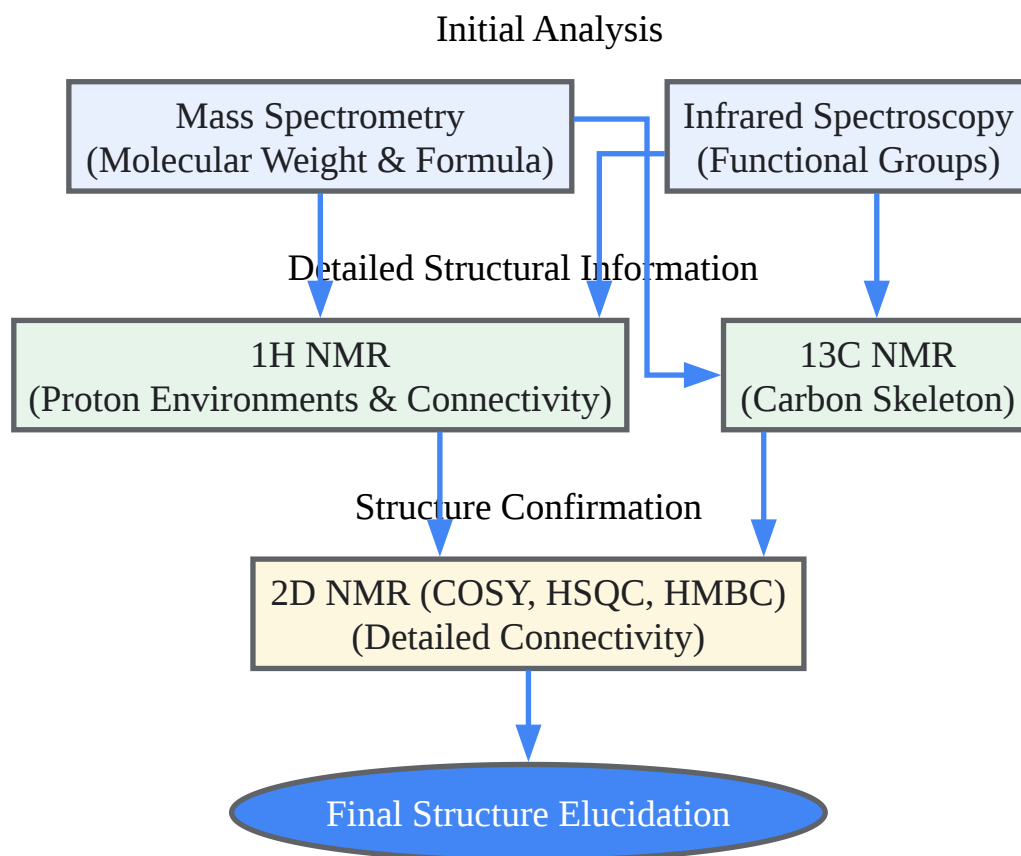 Initial Analysis
Mass Spectrometry
(Molecular Weight & Formula)
Infrared Spectroscopy
(Functional Groups)
Detailed Structural Information
1H NMR
(Proton Environments & Connectivity)
13C NMR
(Carbon Skeleton)
Structure Confirmation
2D NMR (COSY, HSQC, HMBC)
(Detailed Connectivity)
Final Structure Elucidation